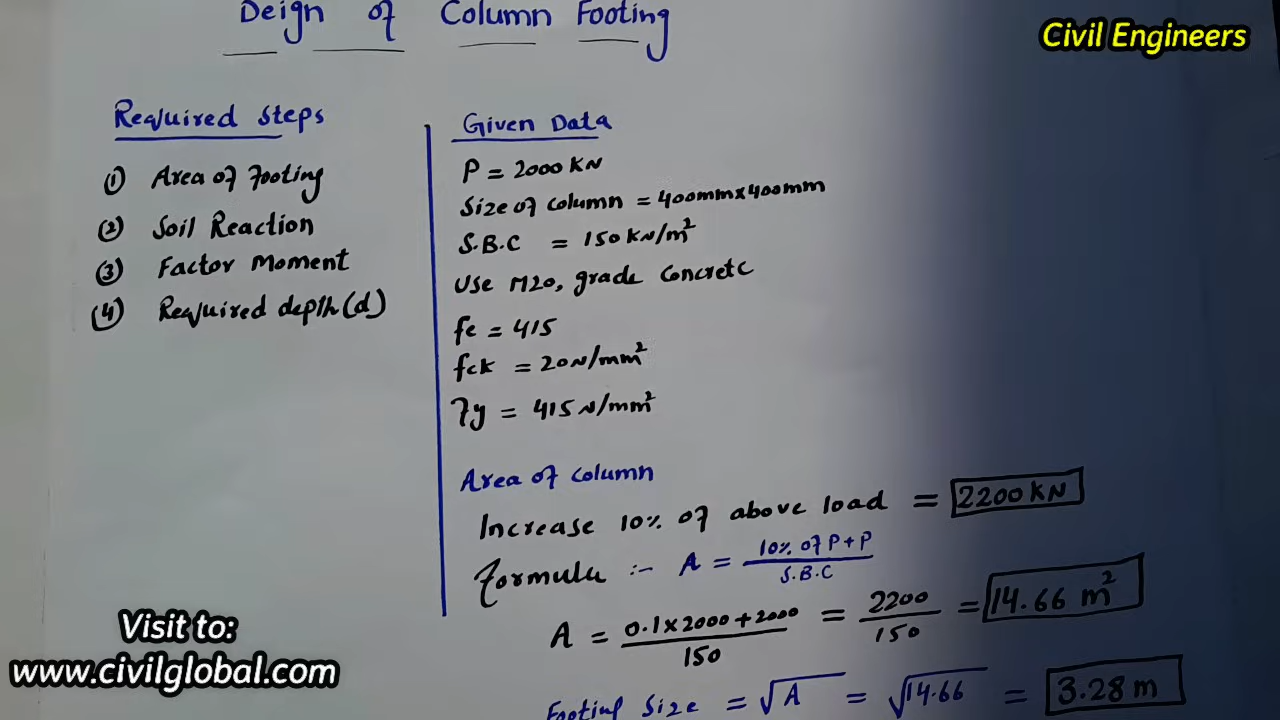 Deign of Column Footing
Civil Engineers
Required steps
① Area of Footing
② Soil Reaction
③ Factor Moment
④ Required depth (d)
Given Data
P = 2000 KN
Size of column = 400mm x 400mm
S.B.C = 150 KN/m²
Use M20, grade Concrete
fe = 415
fck = 20 N/mm²
Fy = 415 N/mm²
Area of column
Increase 10% of above load = 2200 KN
Formula :- A = 10% of P + P / S.B.C
A = 0.1 x 2000 + 2000 / 150 = 2200 / 150 = 14.66 m²
Footing Size = √A = √14.66 = 3.28 m
Visit to:
www.civilglobal.com